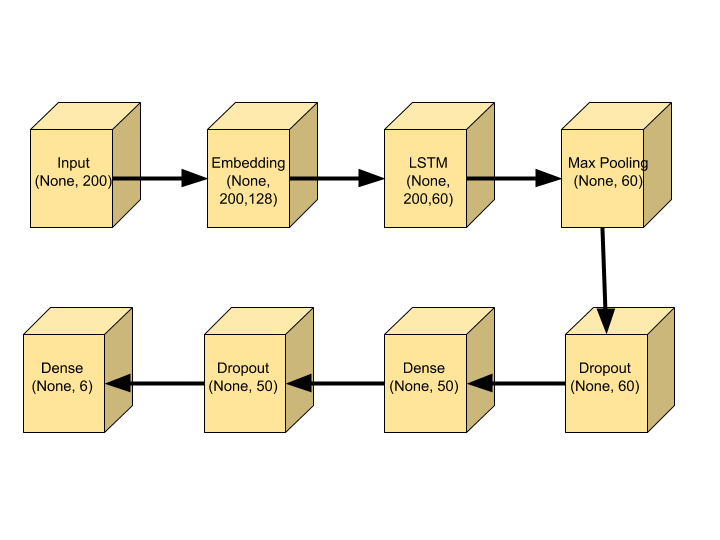 Input
(None, 200)
Embedding
(None,
200,128)
LSTM
(None,
200,60)
Max Pooling
(None, 60)
Dropout
(None, 60)
Dense
(None, 50)
Dropout
(None, 50)
Dense
(None, 6)